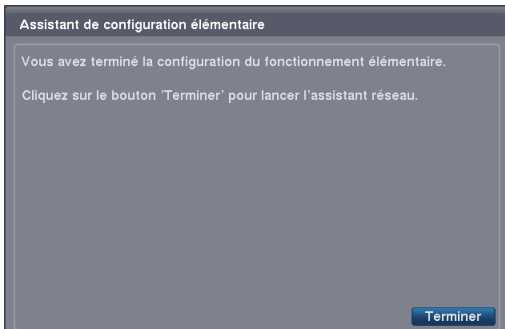 Assistant de configuration élémentaire
Vous avez terminé la configuration du fonctionnement élémentaire.
Cliquez sur le bouton 'Terminer' pour lancer l'assistant réseau.
Terminer